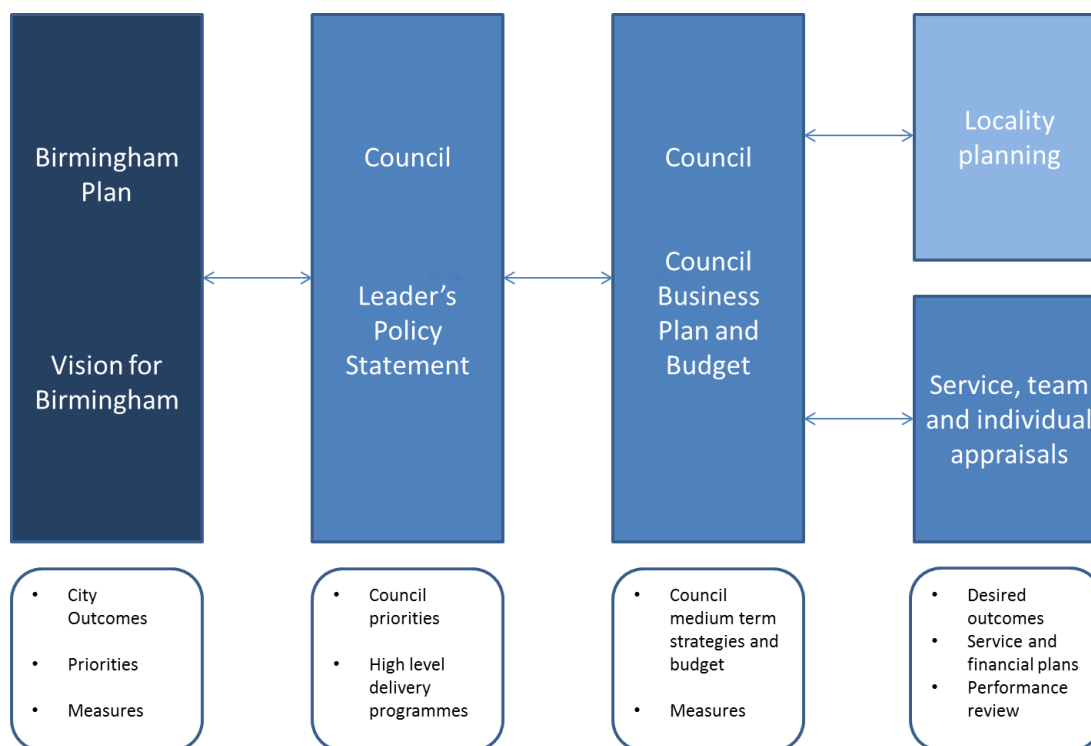 Birmingham
Plan
Vision for
Birmingham
Council
Leader's
Policy
Statement
Council
Council
Business
Plan and
Budget
Locality
planning
Service, team
and individual
appraisals
• City
Outcomes
• Priorities
• Measures
• Council
priorities
• High level
delivery
programmes
• Council
medium term
strategies and
budget
• Measures
• Desired
outcomes
• Service and
financial plans
• Performance
review